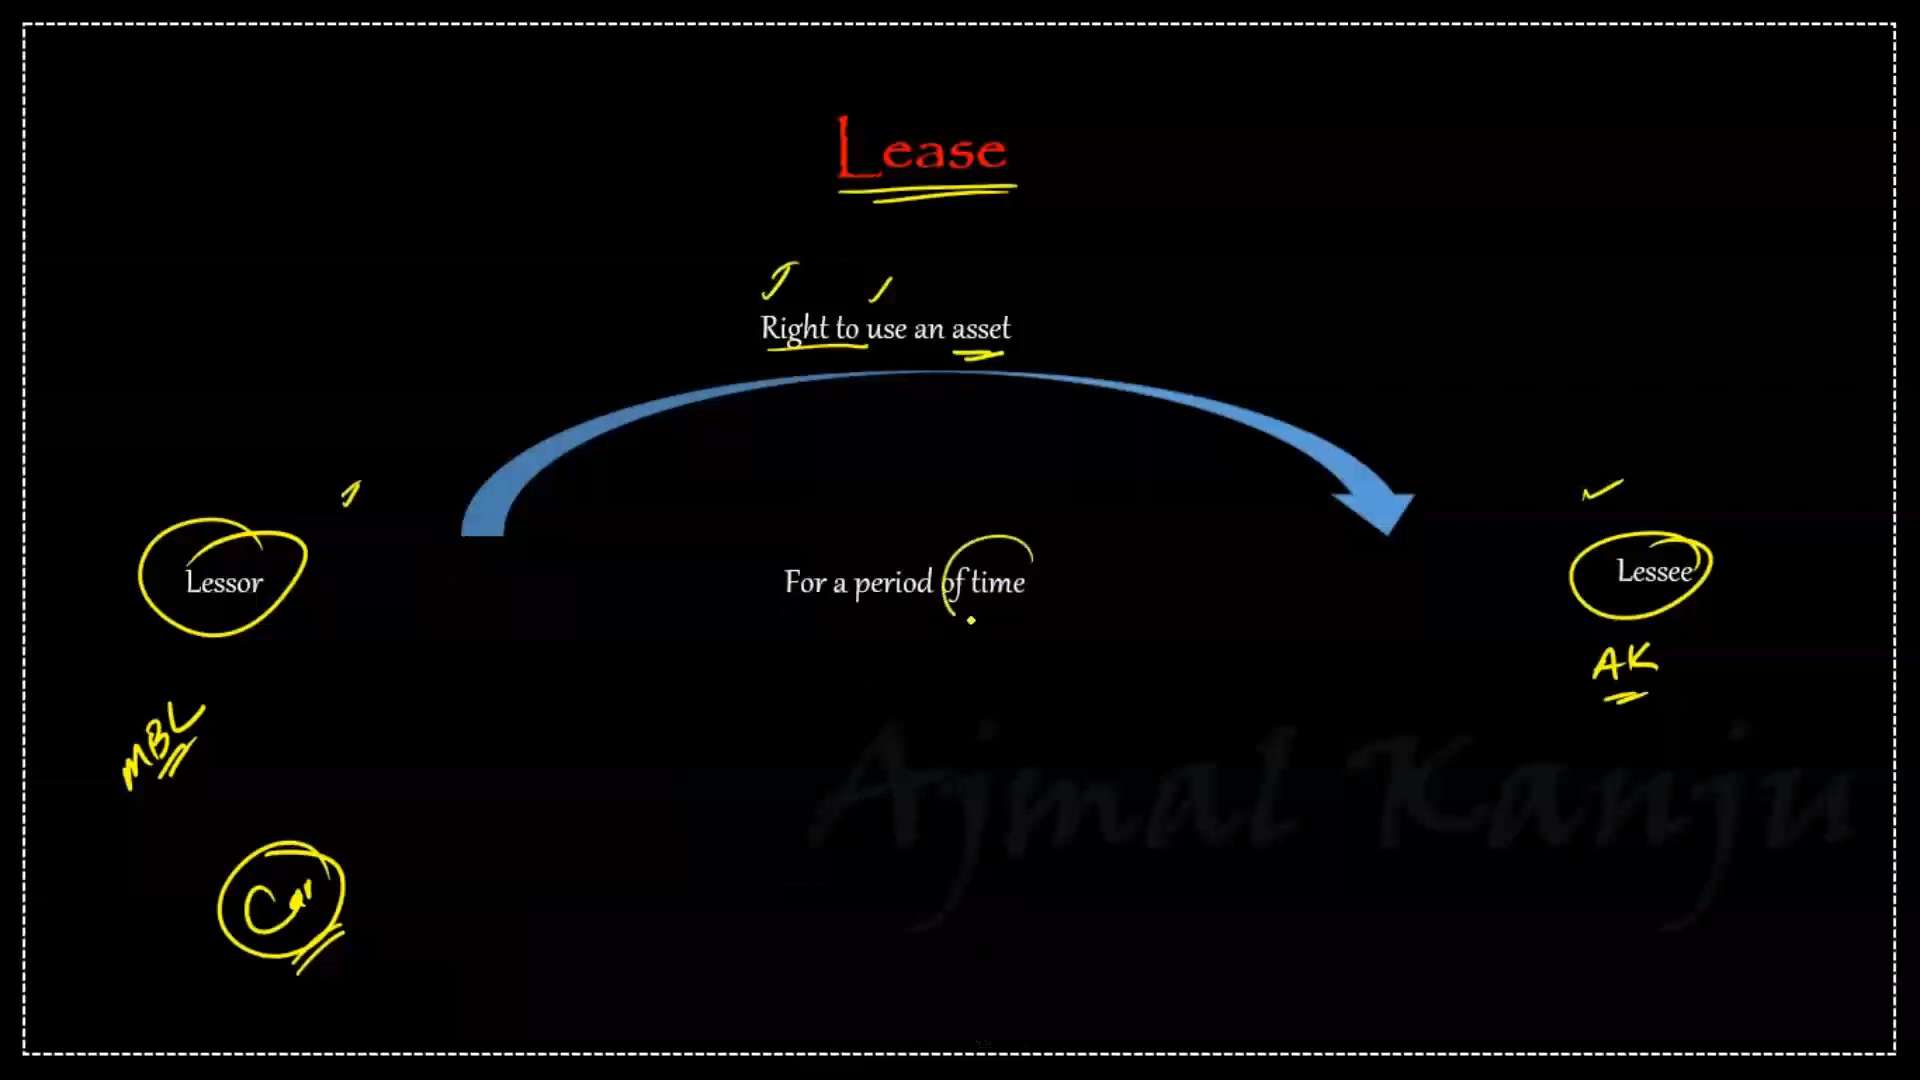 Lease
Right to use an asset
Lessor
For a period of time
Lessee
AK
MBL
Ajmal Kanju
Car